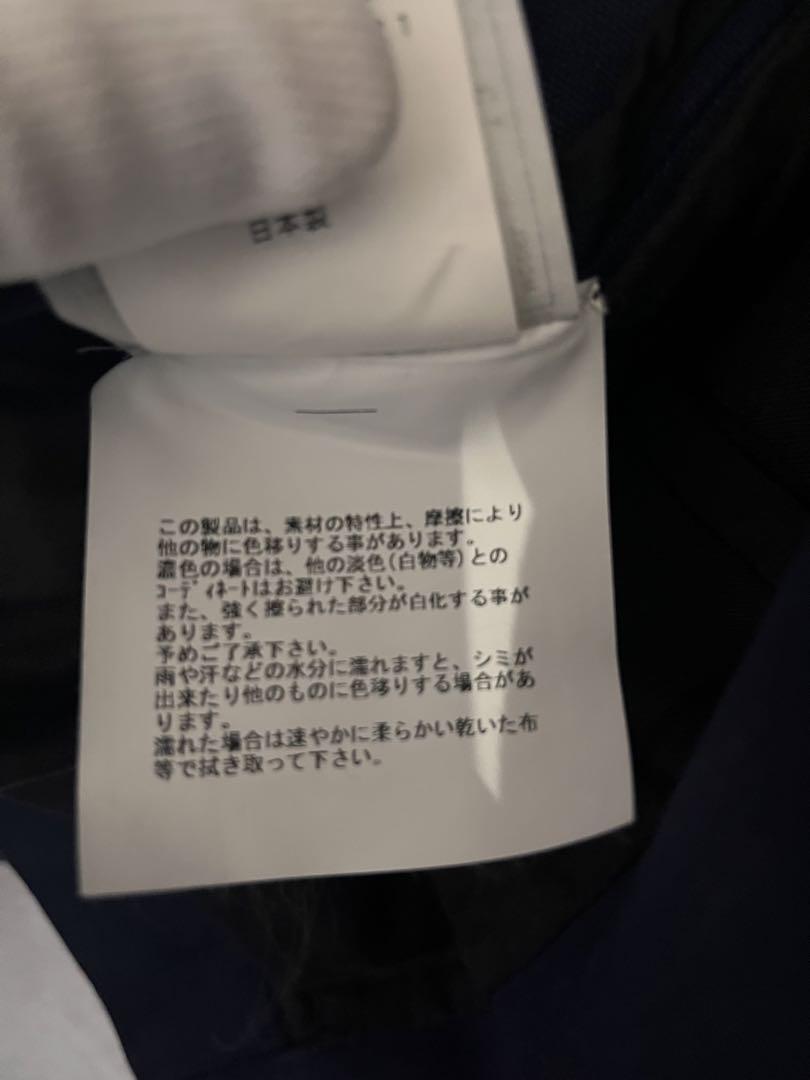 1
日本製
この製品は、素材の特性上、摩擦により
他の物に色移りする事があります。
濃色の場合は、他の淡色(白物等)との
ｺｰﾃﾞｨﾈｰﾄはお避け下さい。
また、強く擦られた部分が白化する事が
あります。
予めご了承下さい。
雨や汗などの水分に濡れますと、シミが
出来たり他のものに色移りする場合があ
ります。
濡れた場合は速やかに柔らかい乾いた布
等で拭き取って下さい。